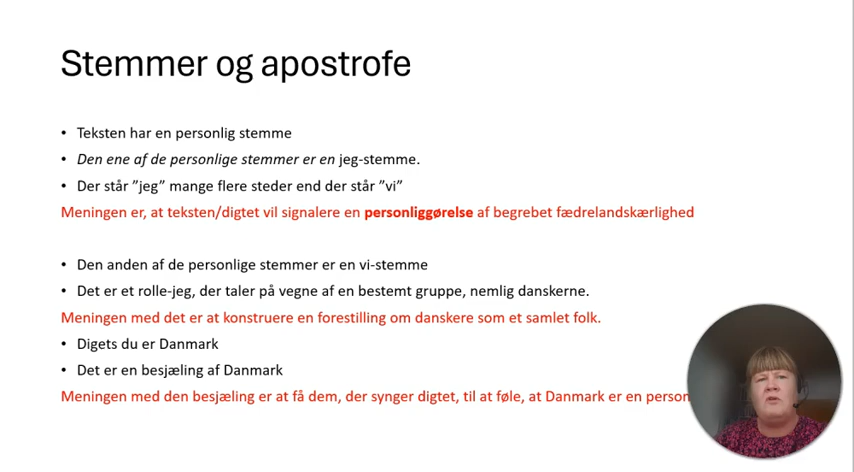 Stemmer og apostrofe
• Teksten har en personlig stemme
• Den ene af de personlige stemmer er en jeg-stemme.
• Der står ”jeg” mange flere steder end der står ”vi”
Meningen er, at teksten/digtet vil signalere en personliggørelse af begrebet fædrelandskærlighed
• Den anden af de personlige stemmer er en vi-stemme
• Det er et rolle-jeg, der taler på vegne af en bestemt gruppe, nemlig danskerne.
Meningen med det er at konstruere en forestilling om danskere som et samlet folk.
• Digets du er Danmark
• Det er en besjæling af Danmark
Meningen med den besjæling er at få dem, der synger digtet, til at føle, at Danmark er en person